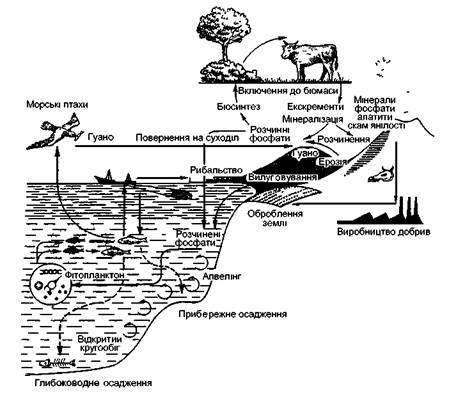 Включення до біомаси
Біосинтез
Екскременти
Мінералізація
Мінерали
фосфати
апатити
скам янілості
Морські птахи
Розчинні
фосфати
Розчинення
Гуано
Повернення на суходіл
Гуано
Ерозія
Рибальство
Вилуговування
Оброблення
землі
Виробництво добрив
Розчинені
фосфати
Фітопланктон
Апвелінг
Прибережне осадження
Відкритий
кругообіг
Глибоководне осадження